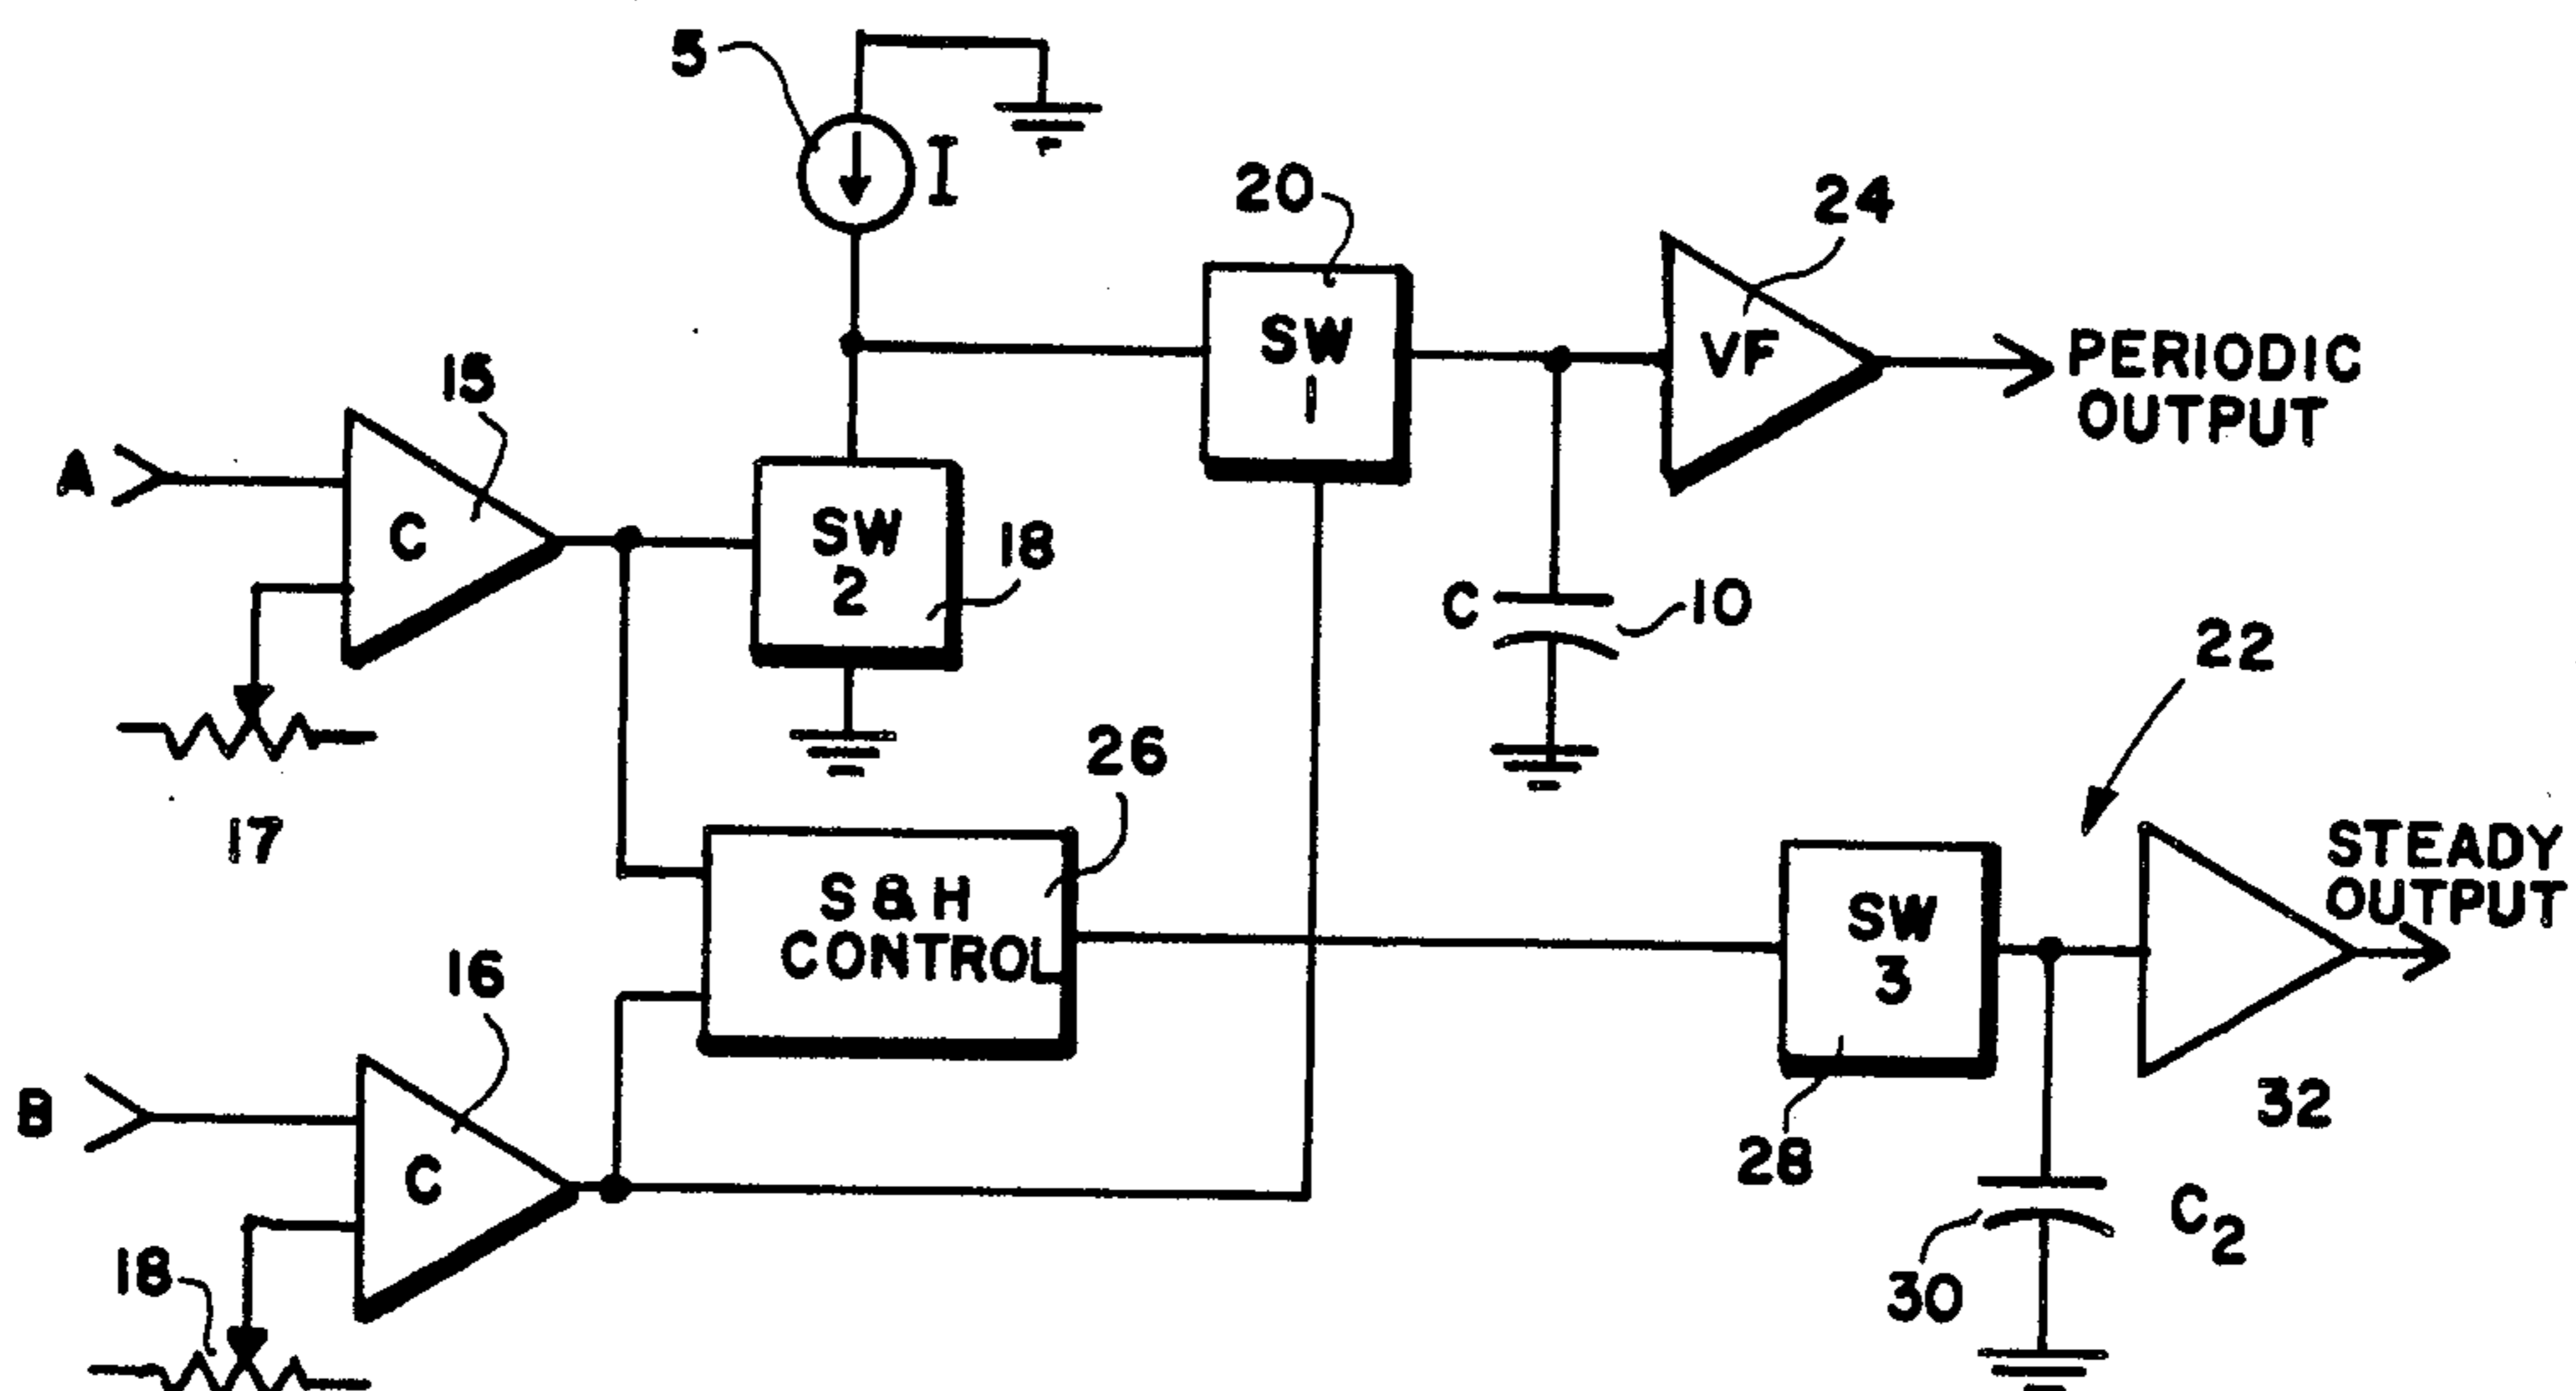 5
I
20
24
SW
1
VF
PERIODIC
OUTPUT
15
A
C
SW
2
18
C
10
22
17
26
S & H
CONTROL
STEADY
OUTPUT
SW
3
16
B
C
28
32
18
30
C2